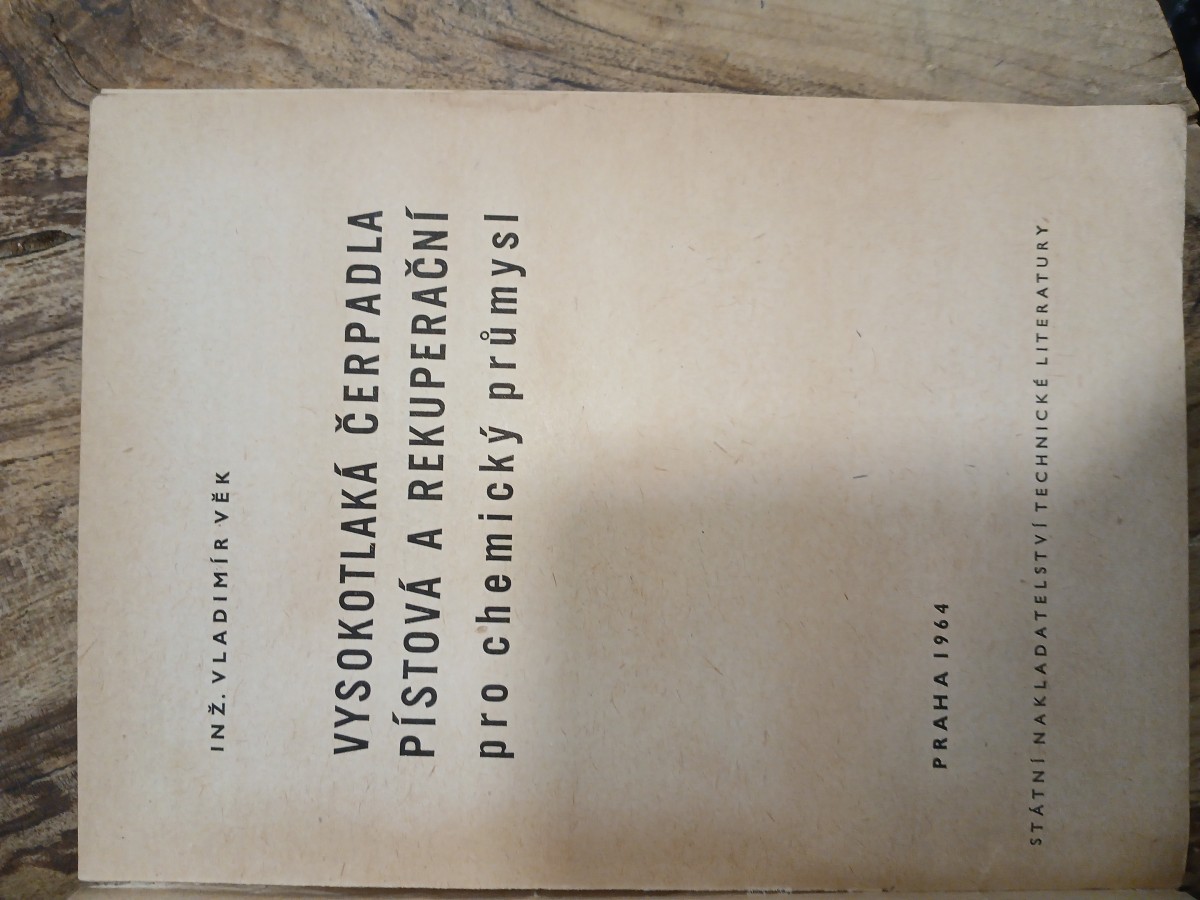 INŽ. VLADIMÍR VĚK
VYSOKOTLAKÁ ČERPADLA
PÍSTOVÁ A REKUPERAČNÍ
pro chemický průmysl
PRAHA 1964
STÁTNÍ NAKLADATELSTVÍ TECHNICKÉ LITERATURY,